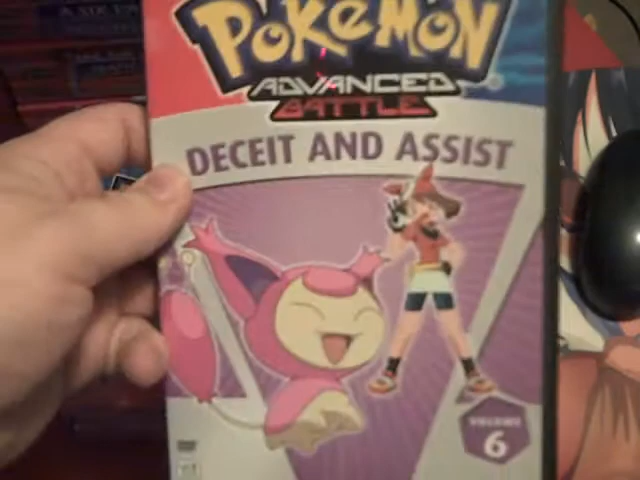 POKéMON
ADVANCED
BATTLE
DECEIT AND ASSIST
VOLUME
6